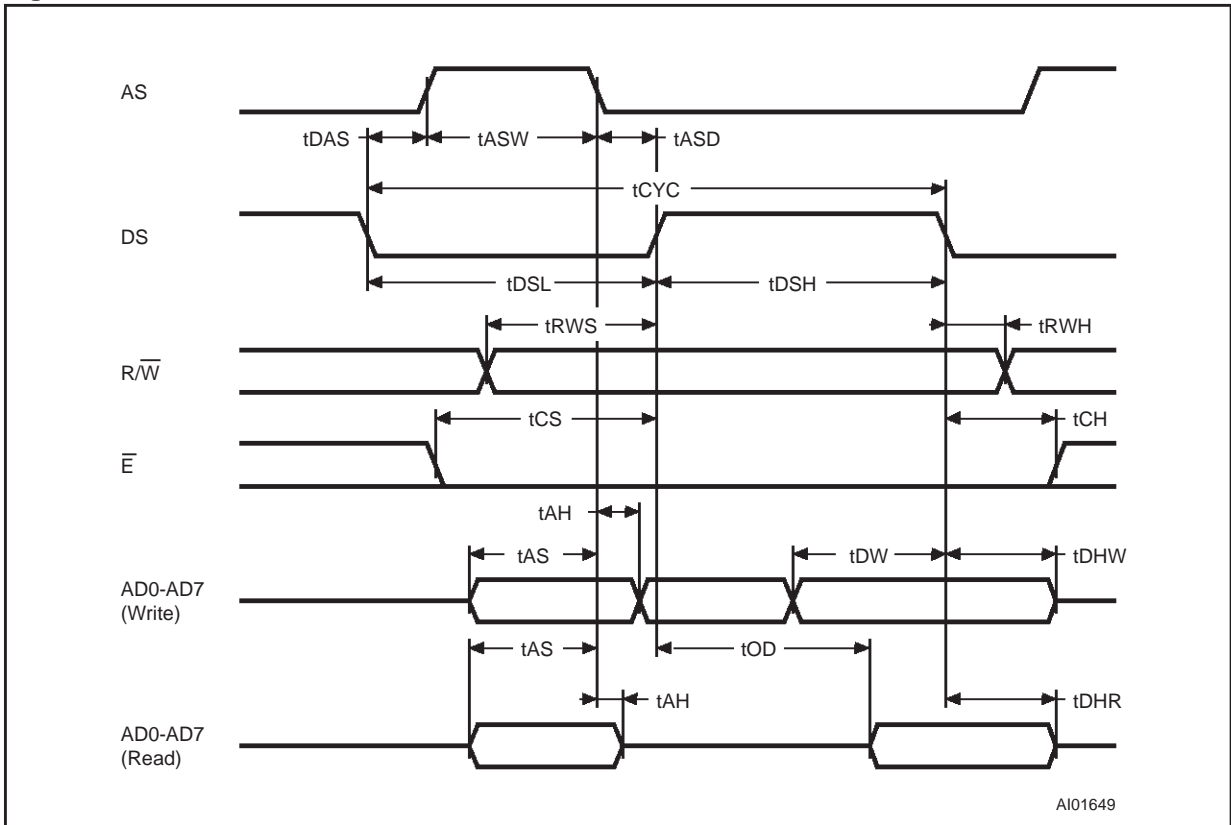 AS
tDAS
tASW
tASD
tCYC
DS
tDSL
tDSH
tRWS
tRWH
R/W̅
tCS
tCH
E̅
tAH
tAS
tDW
tDHW
AD0-AD7
(Write)
tAS
tOD
tAH
tDHR
AD0-AD7
(Read)
AI01649